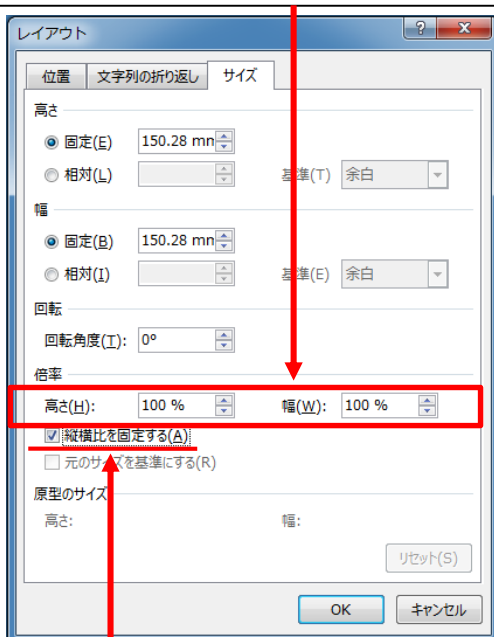 レイアウト
位置 文字列の折り返し サイズ
高さ
固定(E) 150.28 mm
相対(L) 基準(T) 余白
幅
固定(B) 150.28 mm
相対(I) 基準(E) 余白
回転
回転角度(T): 0°
倍率
高さ(H): 100 % 幅(W): 100 %
縦横比を固定する(A)
元のサイズを基準にする(R)
原型のサイズ
高さ: 幅:
リセット(S)
OK キャンセル